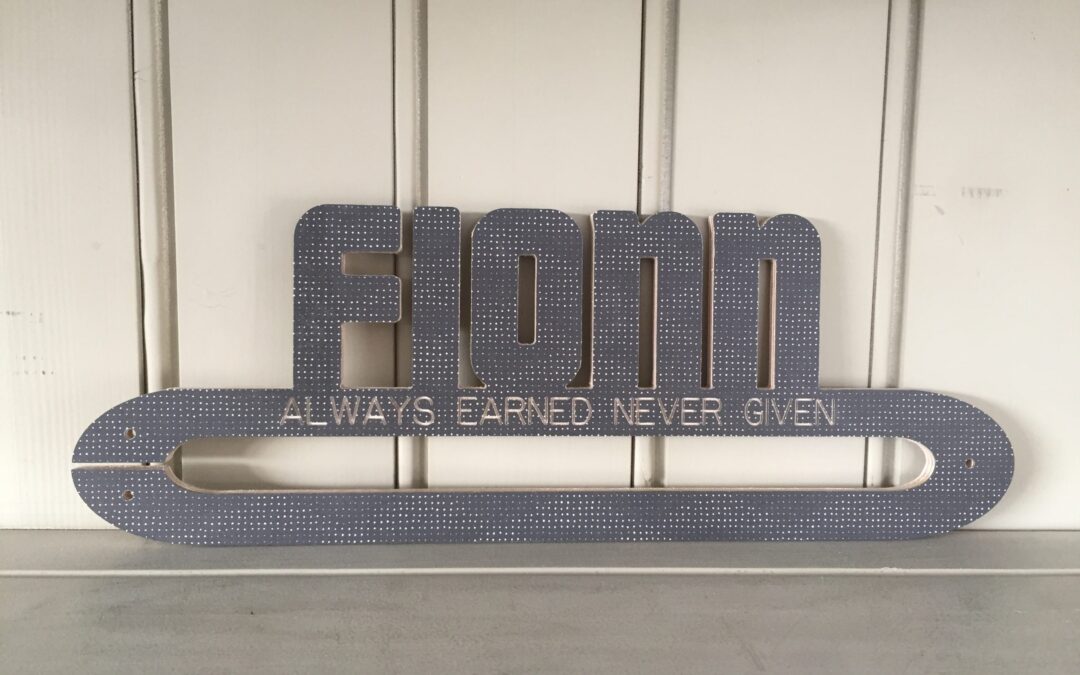 FIONN
ALWAYS EARNED NEVER GIVEN